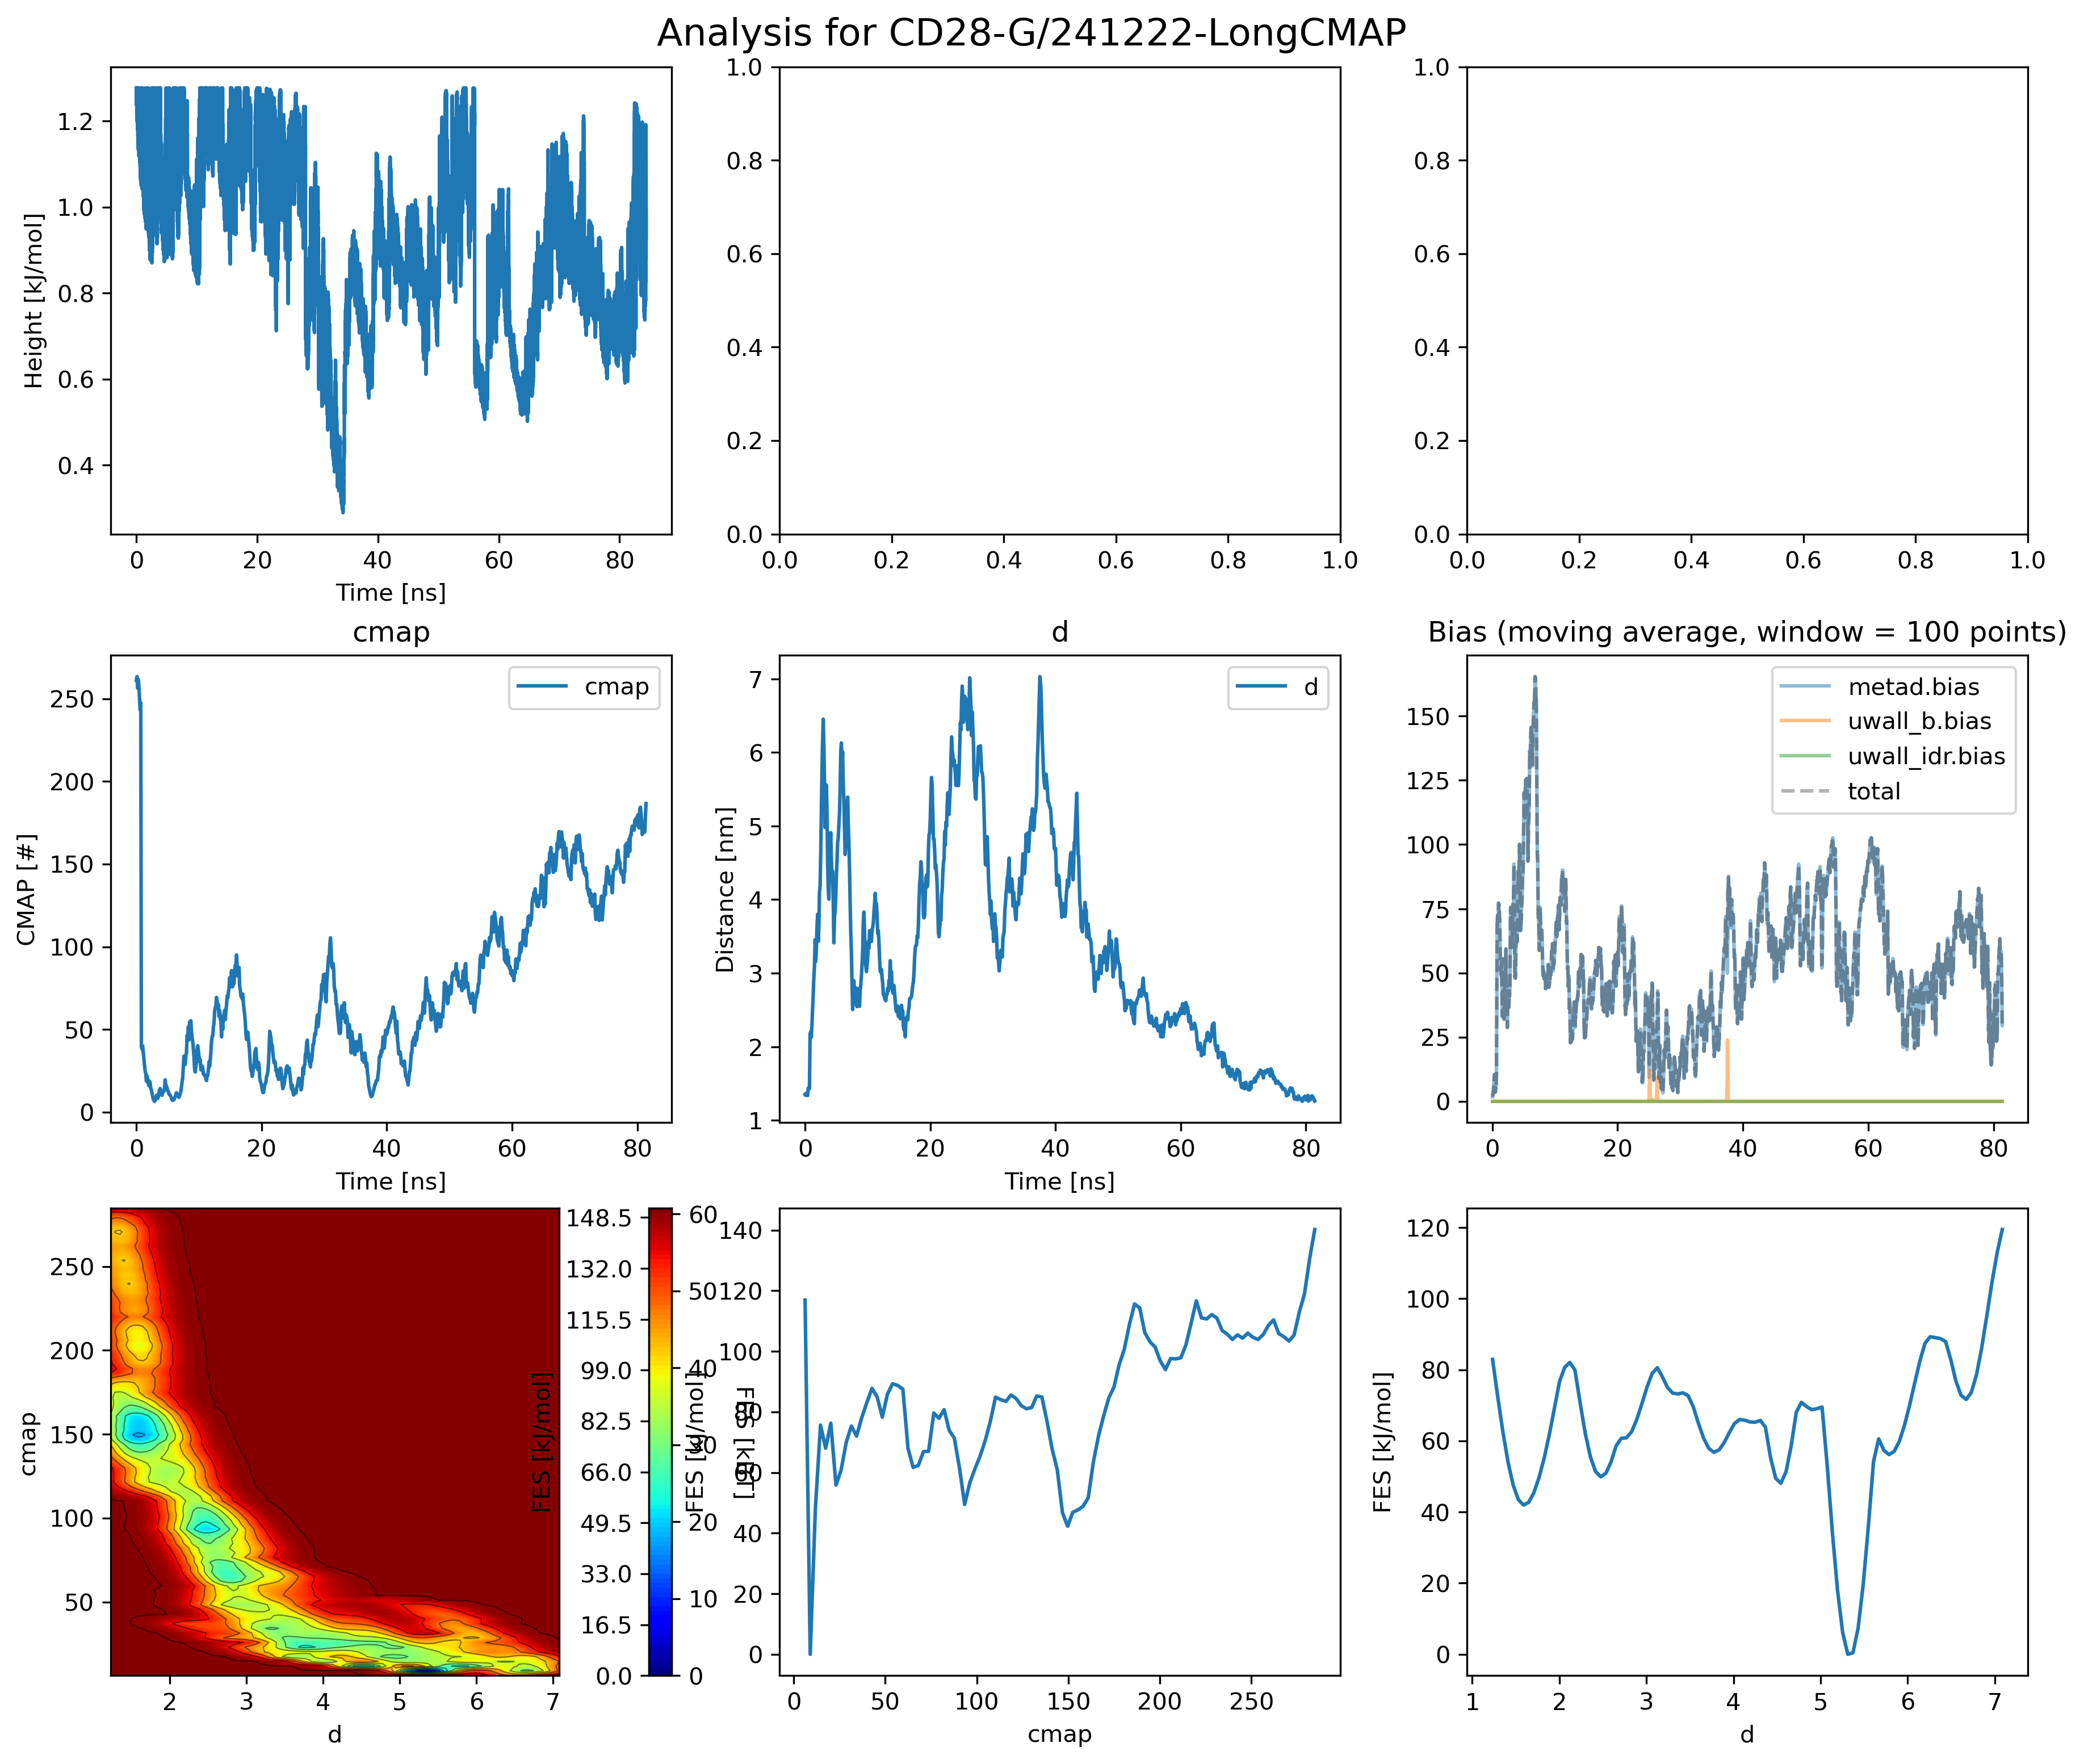 Analysis for CD28-G/241222-LongCMAP
Height [kJ/mol]
1.2
1.0
0.8
0.6
0.4
0 20 40 60 80
Time [ns]
1.0
0.8
0.6
0.4
0.2
0.0
0.0 0.2 0.4 0.6 0.8 1.0
1.0
0.8
0.6
0.4
0.2
0.0
0.0 0.2 0.4 0.6 0.8 1.0
cmap
cmap
CMAP [#]
250
200
150
100
50
0
0 20 40 60 80
Time [ns]
d
d
Distance [nm]
7
6
5
4
3
2
1
0 20 40 60 80
Time [ns]
Bias (moving average, window = 100 points)
metad.bias
uwall_b.bias
uwall_idr.bias
total
150
125
100
75
50
25
0
0 20 40 60 80
cmap
250
200
150
100
50
2 3 4 5 6 7
d
FES [kJ/mol]
148.5
132.0
115.5
99.0
82.5
66.0
49.5
33.0
16.5
0.0
60
50
40
30
20
10
0
FES [kJ/mol]
FES [kBT]
140
120
100
80
60
40
20
0
0 50 100 150 200 250
cmap
FES [kJ/mol]
120
100
80
60
40
20
0
1 2 3 4 5 6 7
d